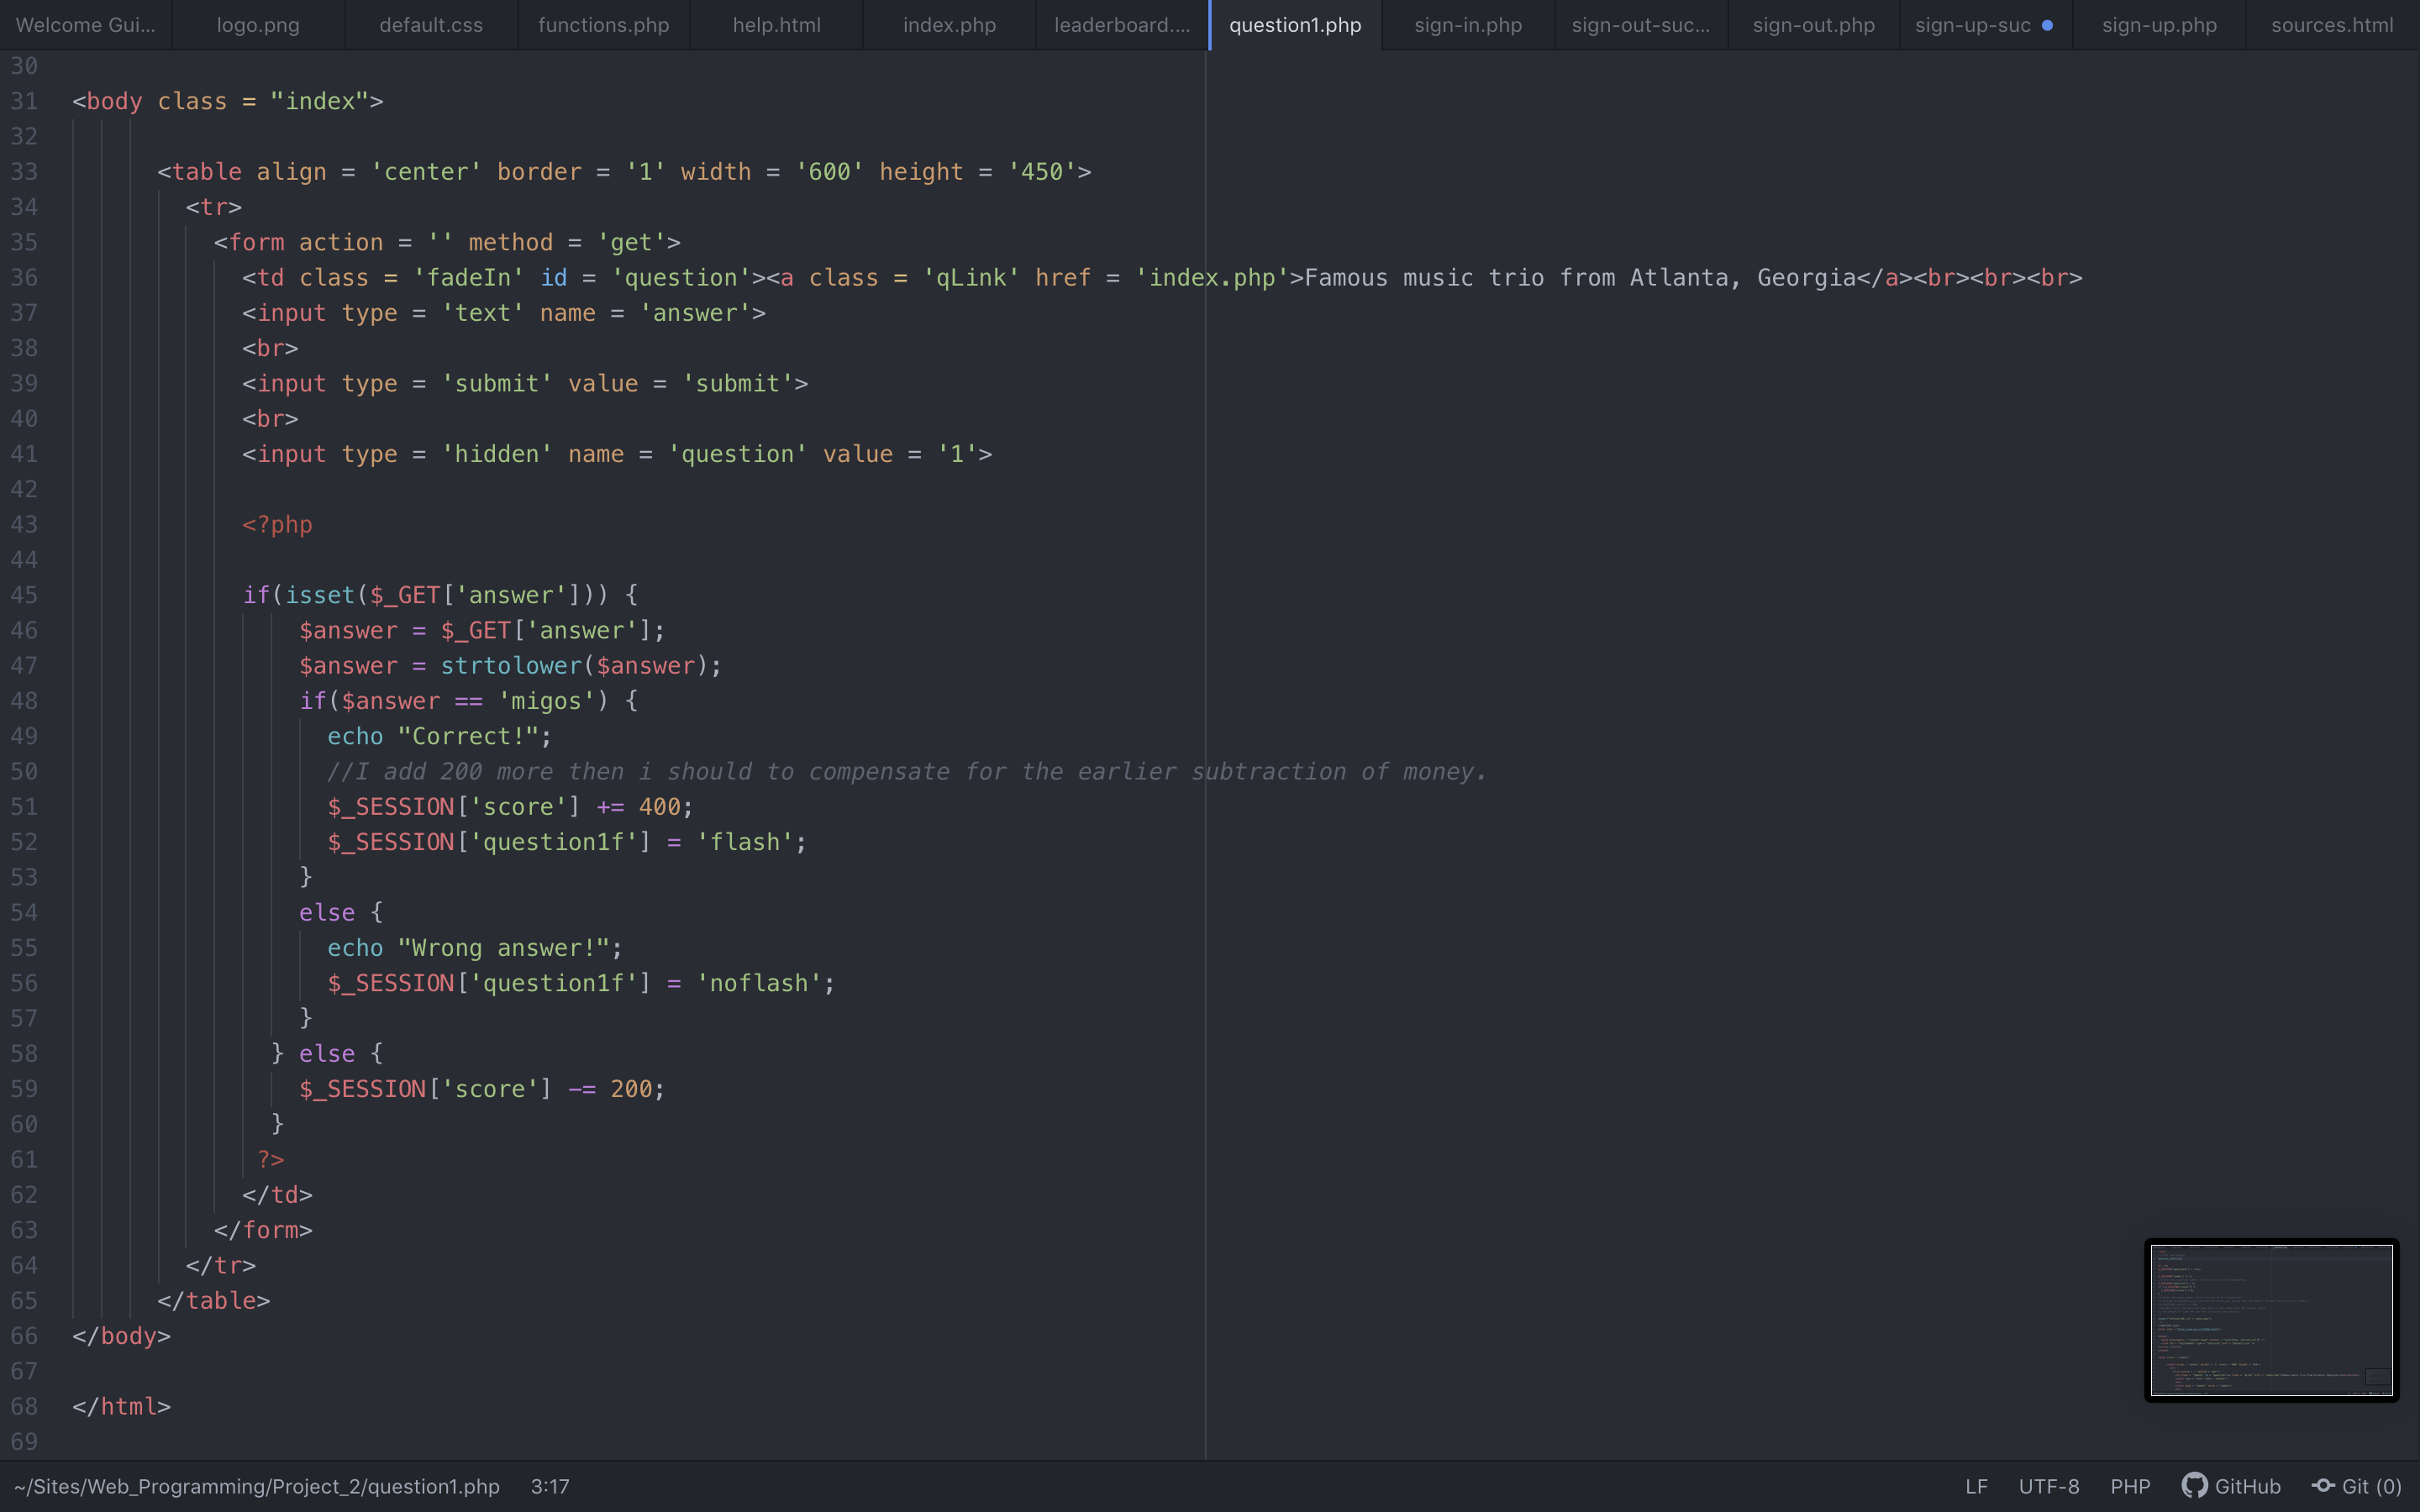 Welcome Gui... logo.png default.css functions.php help.html index.php leaderboard.... question1.php sign-in.php sign-out-suc... sign-out.php sign-up-suc sign-up.php sources.html
30
31 <body class = "index">
32
33 <table align = 'center' border = '1' width = '600' height = '450'>
34 <tr>
35 <form action = '' method = 'get'>
36 <td class = 'fadeIn' id = 'question'><a class = 'qLink' href = 'index.php'>Famous music trio from Atlanta, Georgia</a><br><br><br>
37 <input type = 'text' name = 'answer'>
38 <br>
39 <input type = 'submit' value = 'submit'>
40 <br>
41 <input type = 'hidden' name = 'question' value = '1'>
42
43 <?php
44
45 if(isset($_GET['answer'])) {
46 $answer = $_GET['answer'];
47 $answer = strtolower($answer);
48 if($answer == 'migos') {
49 echo "Correct!";
50 //I add 200 more then i should to compensate for the earlier subtraction of money.
51 $_SESSION['score'] += 400;
52 $_SESSION['question1f'] = 'flash';
53 }
54 else {
55 echo "Wrong answer!";
56 $_SESSION['question1f'] = 'noflash';
57 }
58 } else {
59 $_SESSION['score'] -= 200;
60 }
61 ?>
62 </td>
63 </form>
64 </tr>
65 </table>
66 </body>
67
68 </html>
69
~/Sites/Web_Programming/Project_2/question1.php 3:17 LF UTF-8 PHP GitHub Git (0)